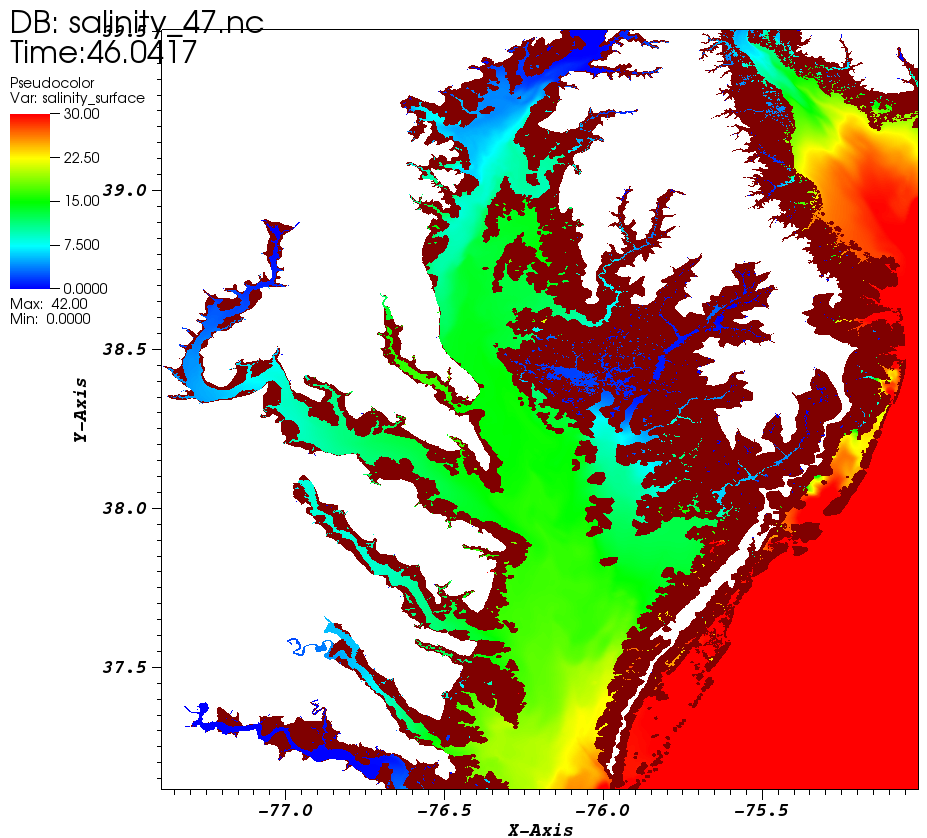 DB: salinity_47.nc
Time:46.0417
Pseudocolor
Var: salinity_surface
30.00
22.50
15.00
7.500
0.0000
Max: 42.00
Min: 0.0000
39.5
39.0
38.5
38.0
37.5
Y-Axis
-77.0
-76.5
-76.0
-75.5
X-Axis